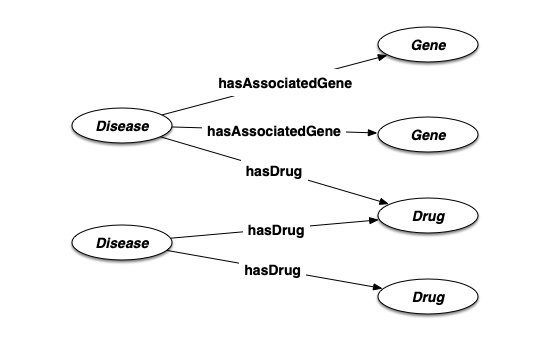 Gene
hasAssociatedGene
Disease
hasAssociatedGene
Gene
hasDrug
Drug
Disease
hasDrug
hasDrug
Drug